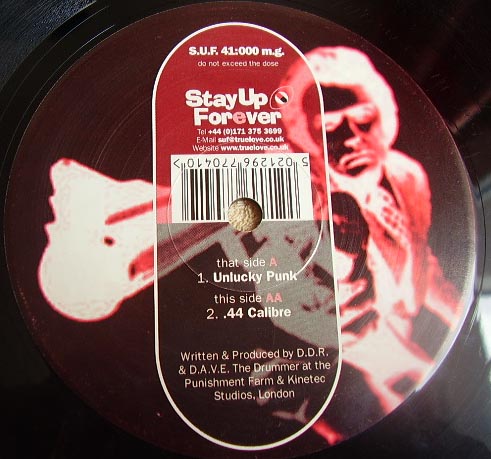 S.U.F. 41:000 m.g.
do not exceed the dose
Stay Up
Forever
Tel +44 (0)171 375 3699
E-Mail suf@truelove.co.uk
Website www.truelove.co.uk
5 021296 770410 >
that side A
1. Unlucky Punk
this side AA
2. .44 Calibre
Written & Produced by D.D.R.
& D.A.V.E. The Drummer at the
Punishment Farm & Kinetec
Studios, London